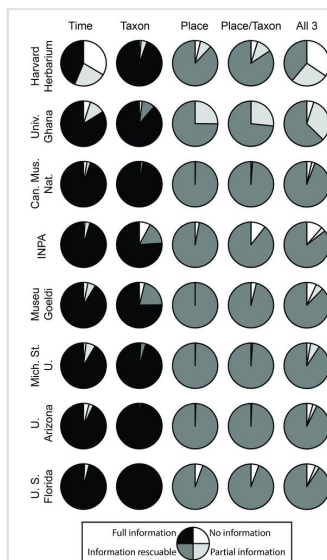 Time Taxon Place Place/Taxon All 3
Harvard
Herbarium
Univ.
Ghana
Can. Mus.
Nat.
INPA
Museu
Goeldi
Mich. St.
U.
U.
Arizona
U. S.
Florida
Full information No information
Information rescuable Partial information